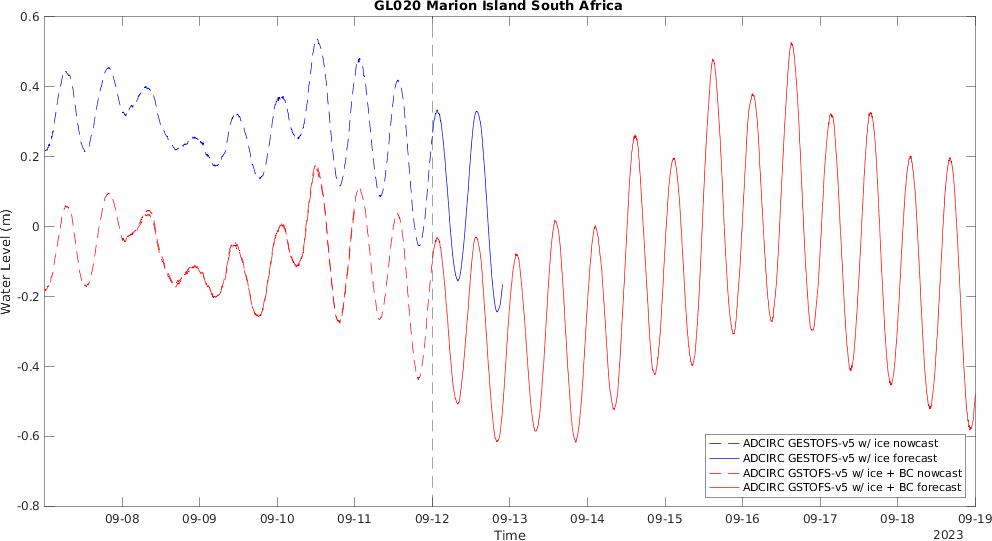 GL020 Marion Island South Africa
Water Level (m)
0.6
0.4
0.2
0
-0.2
-0.4
-0.6
-0.8
ADCIRC GESTOFS-v5 w/ ice nowcast
ADCIRC GESTOFS-v5 w/ ice forecast
ADCIRC GSTOFS-v5 w/ ice + BC nowcast
ADCIRC GSTOFS-v5 w/ ice + BC forecast
09-08 09-09 09-10 09-11 09-12 09-13 09-14 09-15 09-16 09-17 09-18 09-19
Time
2023